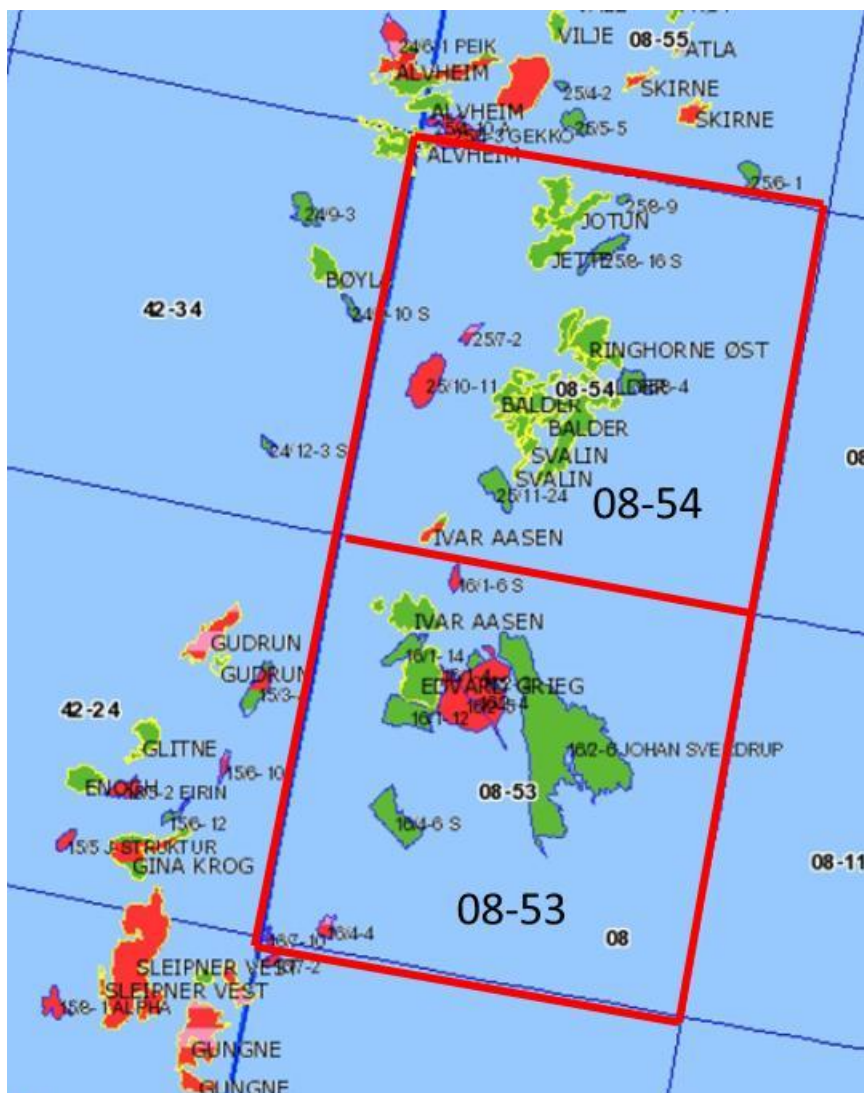 24/6-1 PEIK
VILJE
08-55
ATLA
ALVHEIM
SKIRNE
25/4-2
ALVHEIM
SKIRNE
GEKKO
25/5-5
ALVHEIM
25/6-1
25/8-9
24/9-3
JOTUN
JETTE
25/8-16 S
BØYLA
42-34
S
25/7-2
RINGHORNE ØST
25/10-11
08-54
BALDER
BALDER
24/12-3 S
SVALIN
SVALIN
25/11-24
08-54
IVAR AASEN
16/1-6 S
IVAR AASEN
GUDRUN
16/1-14
GUDRUN
EDVARD GRIEG
15/3-
42-24
16/1-12
GLITNE
16/2-6 JOHAN SVERDRUP
15/6-10
ENOCH
EIRIN
08-53
15/6-12
16/4-6 S
15/5 J-STRUKTUR
GINA KROG
08-11
08-53
16/4-4
08
16/7-10
SLEIPNER VEST
SLEIPNER VEST
15/8-1 ALPHA
GUNGNE
GUNGNE